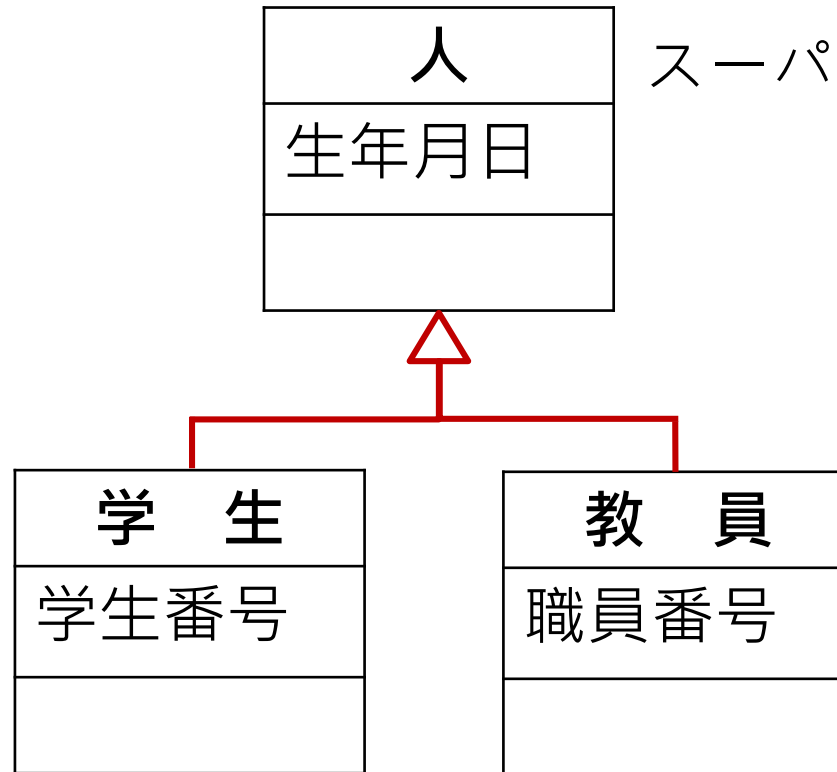 人
スーパ
生年月日
学 生
学生番号
教 員
職員番号